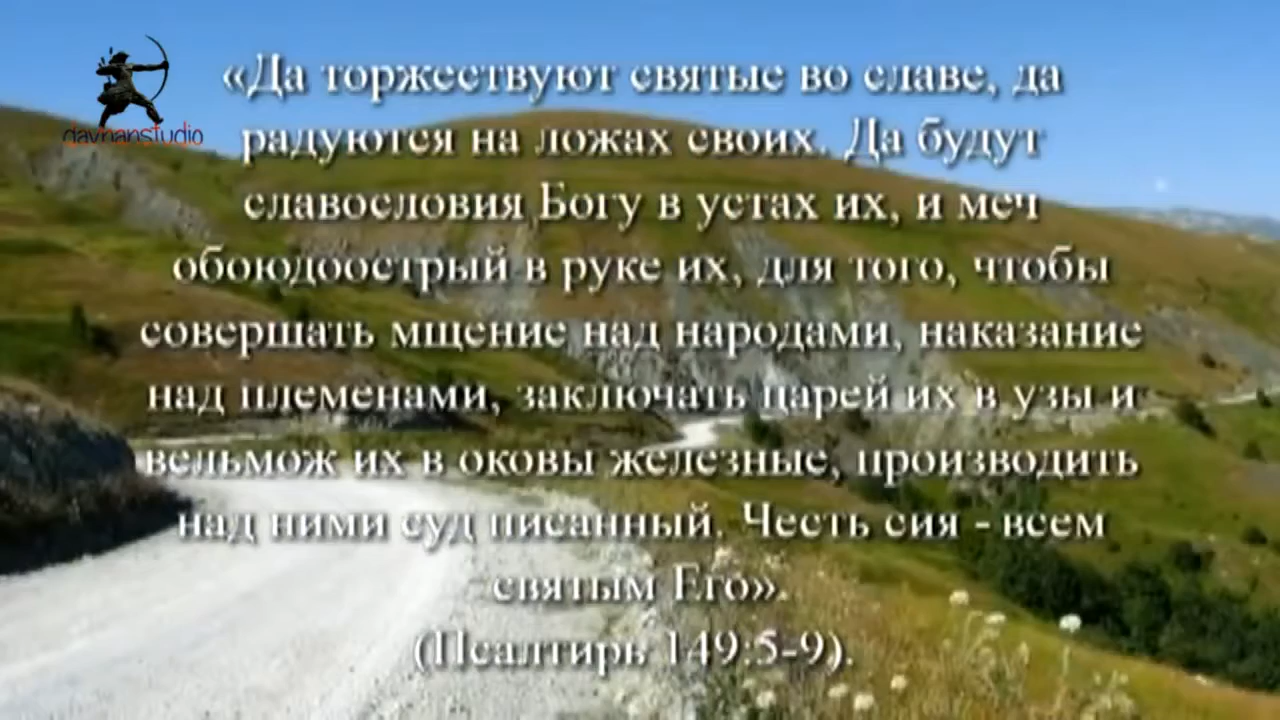 davnanstudio
«Да торжествуют святые во славе, да
радуются на ложах своих. Да будут
славословия Богу в устах их, и меч
обоюдоострый в руке их, для того, чтобы
совершать мщение над народами, наказание
над племенами, заключать царей их в узы и
вельмож их в оковы железные, производить
над ними суд писанный. Честь сия - всем
святым Его».
(Псалтирь 149:5-9).